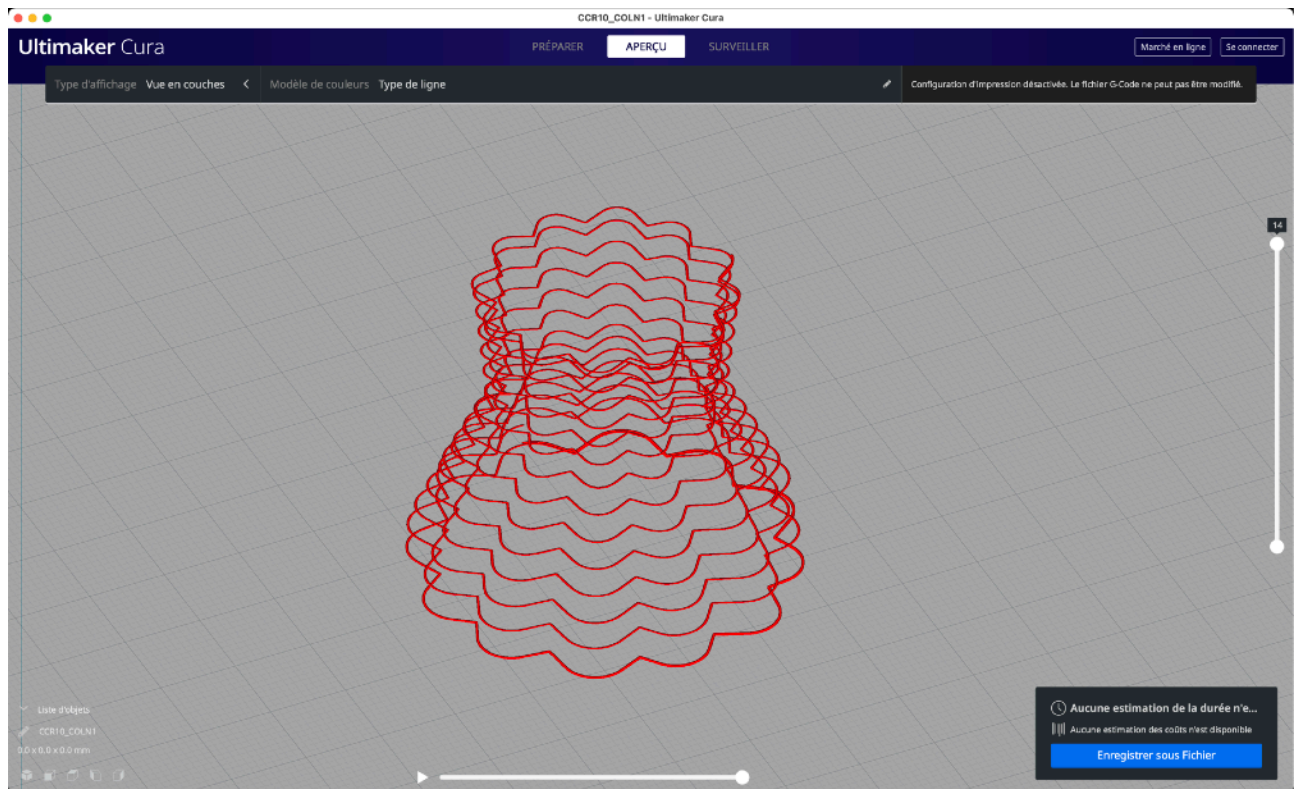 CCR10_COLN1 - Ultimaker Cura
Ultimaker Cura
PRÉPARER
APERÇU
SURVEILLER
Marché en ligne
Se connecter
Type d'affichage Vue en couches
Modèle de couleurs Type de ligne
Configuration d'impression désactivée. Le fichier G-Code ne peut pas être modifié.
14
Liste d'objets
CCR10_COLN1
0.0 x 0.0 x 0.0 mm
Aucune estimation de la durée n'e...
Aucune estimation des coûts n'est disponible
Enregistrer sous Fichier